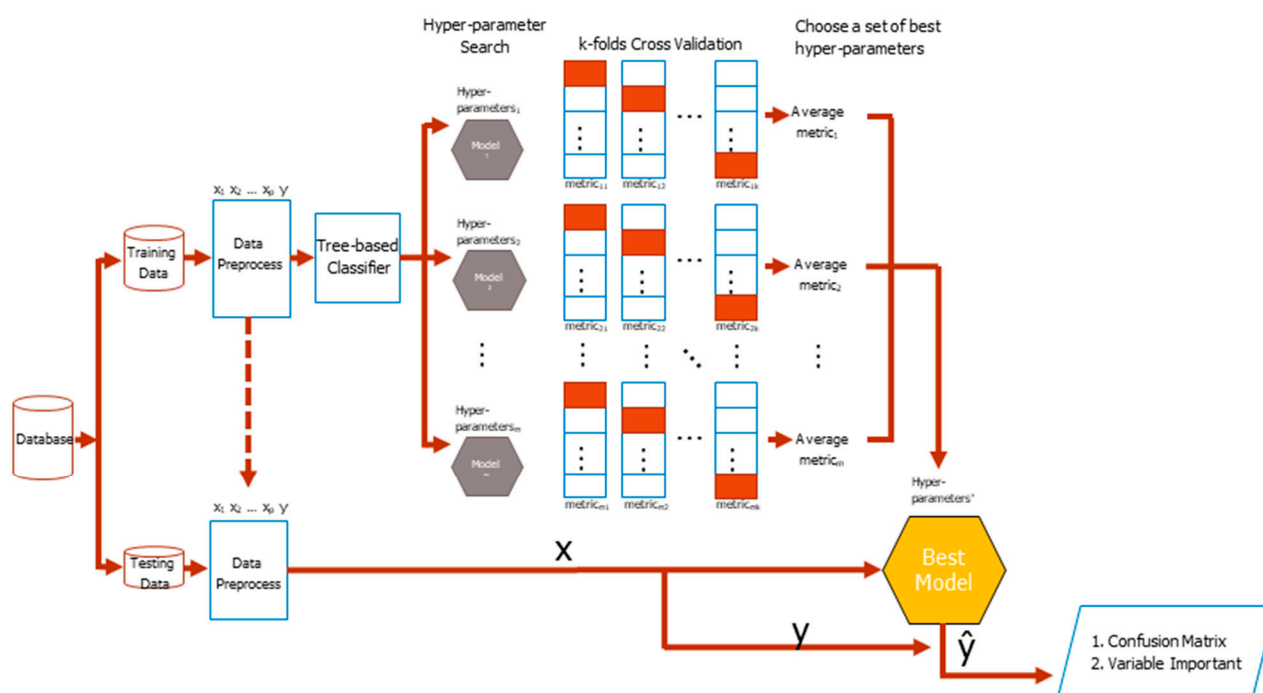 Hyper-parameter
Search
k-folds Cross Validation
Choose a set of best
hyper-parameters
Hyper-
parameters₁
Model
1
metric₁₁
metric₁₂
metric₁ₖ
Average
metric₁
x₁ x₂ ... xₚ y
Training
Data
Data
Preprocess
Tree-based
Classifier
Hyper-
parameters₂
Model
2
metric₂₁
metric₂₂
metric₂ₖ
Average
metric₂
Database
Hyper-
parametersₘ
Model
metricₘ₁
metricₘ₂
metricₘₖ
Average
metricₘ
x₁ x₂ ... xₚ y
Testing
Data
Data
Preprocess
x
y
Hyper-
parameters*
Best
Model
ŷ
1. Confusion Matrix
2. Variable Important